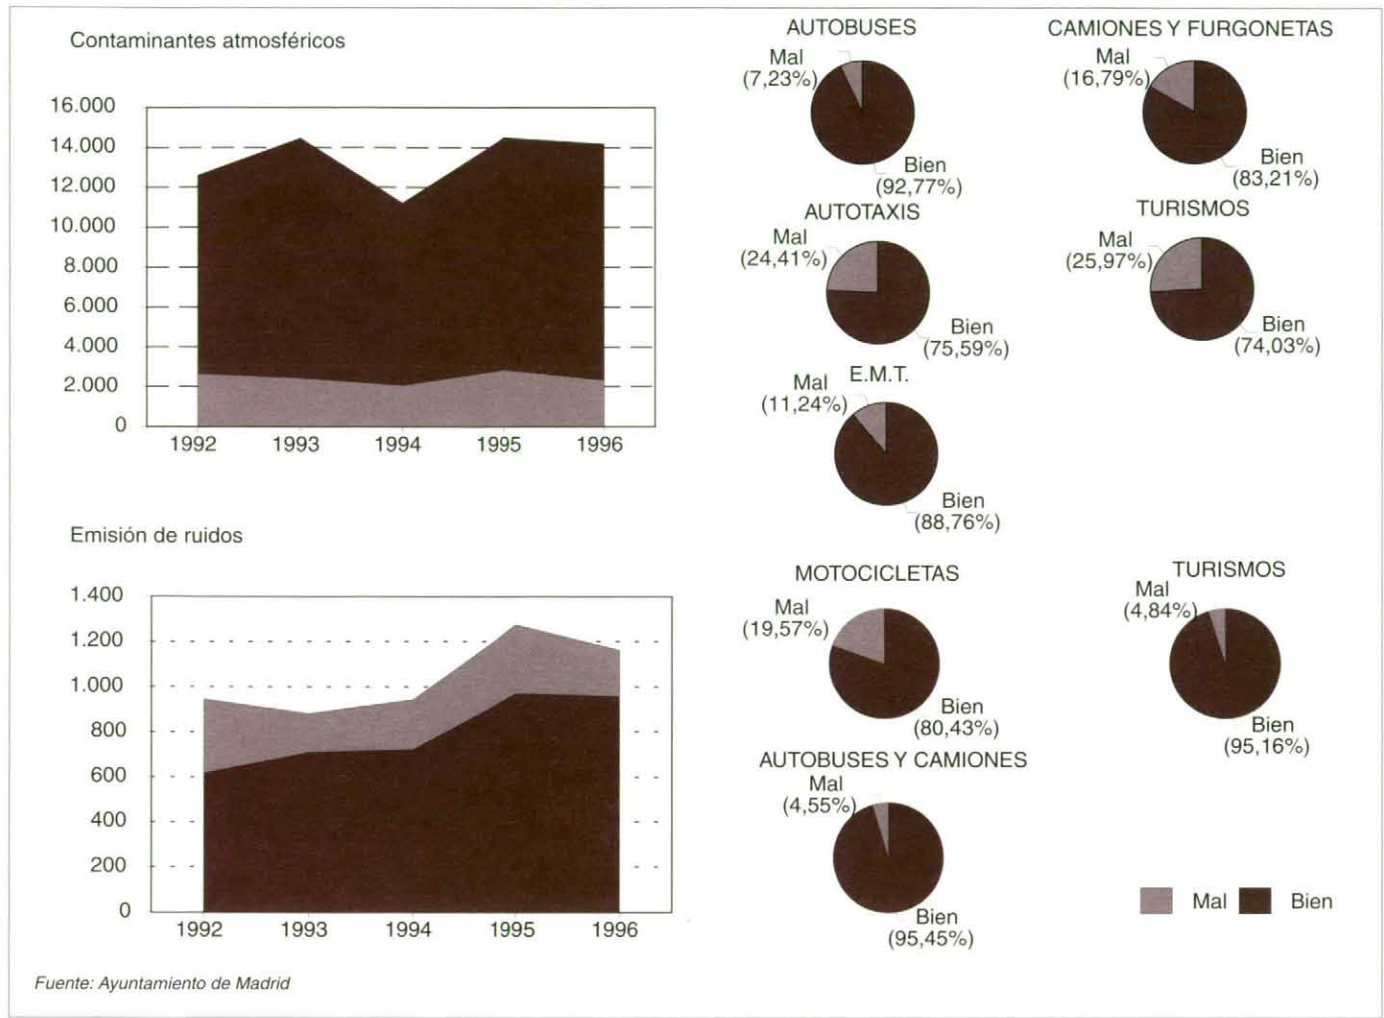 Contaminantes atmosféricos
16.000
14.000
12.000
10.000
8.000
6.000
4.000
2.000
0
1992 1993 1994 1995 1996
AUTOBUSES
Mal
(7,23%)
Bien
(92,77%)
CAMIONES Y FURGONETAS
Mal
(16,79%)
Bien
(83,21%)
AUTOTAXIS
Mal
(24,41%)
Bien
(75,59%)
TURISMOS
Mal
(25,97%)
Bien
(74,03%)
E.M.T.
Mal
(11,24%)
Bien
(88,76%)
Emisión de ruidos
1.400
1.200
1.000
800
600
400
200
0
1992 1993 1994 1995 1996
MOTOCICLETAS
Mal
(19,57%)
Bien
(80,43%)
TURISMOS
Mal
(4,84%)
Bien
(95,16%)
AUTOBUSES Y CAMIONES
Mal
(4,55%)
Bien
(95,45%)
Mal Bien
Fuente: Ayuntamiento de Madrid